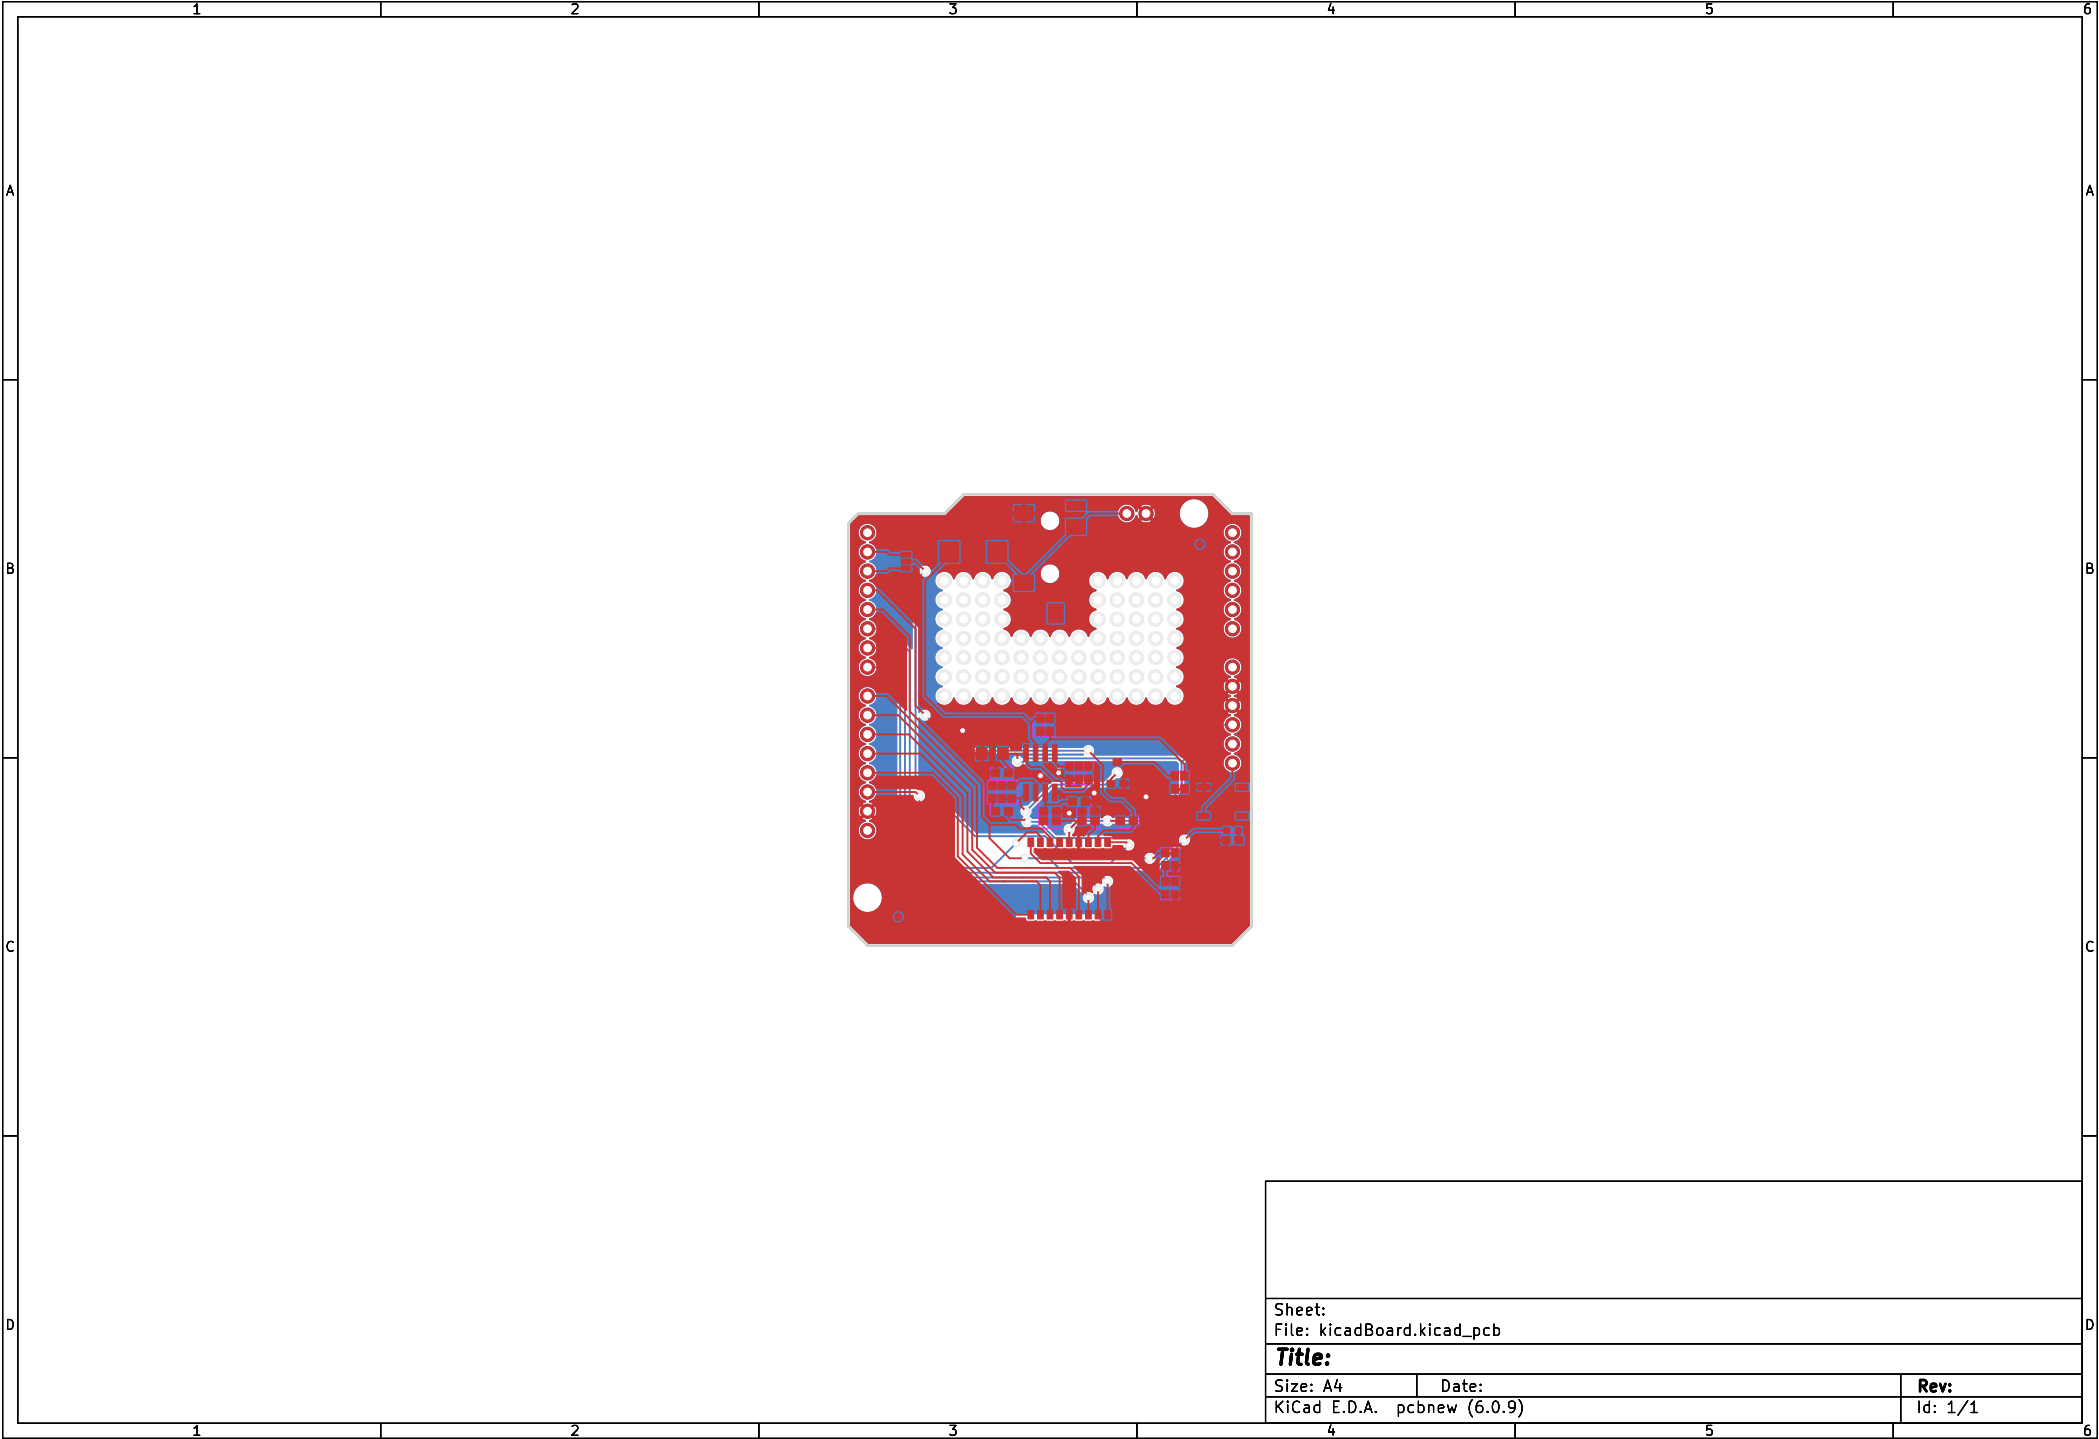 1 2 3 4 5 6
A A
B B
C C
D D
Sheet:
File: kicadBoard.kicad_pcb
Title:
Size: A4 Date: Rev:
KiCad E.D.A. pcbnew (6.0.9) Id: 1/1
1 2 3 4 5 6